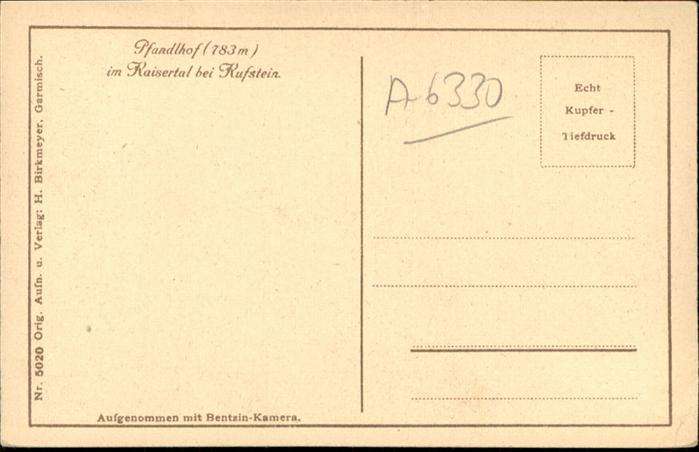 Pfandlhof (783 m)
im Kaisertal bei Kufstein.
Nr. 5020 Orig. Aufn. u. Verlag: H. Birkmeyer, Garmisch.
Aufgenommen mit Bentzin-Kamera.
A 6330
Echt
Kupfer -
Tiefdruck